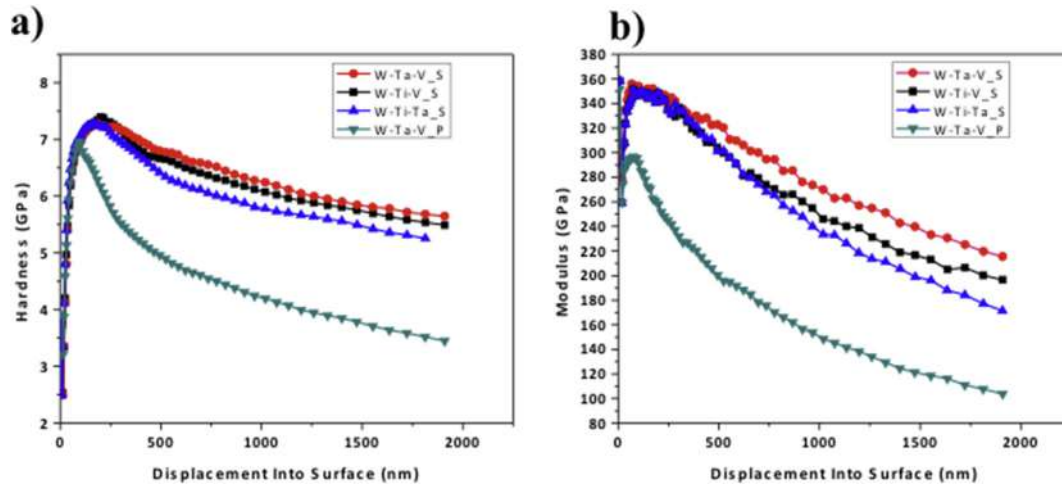 a)
Hardness (GPa)
8
7
6
5
4
3
2
0
500
1000
1500
2000
Displacement Into Surface (nm)
W-Ta-V_S
W-Ti-V_S
W-Ti-Ta_S
W-Ta-V_P
b)
Modulus (GPa)
380
360
340
320
300
280
260
240
220
200
180
160
140
120
100
80
0
500
1000
1500
2000
Displacement Into Surface (nm)
W-Ta-V_S
W-Ti-V_S
W-Ti-Ta_S
W-Ta-V_P